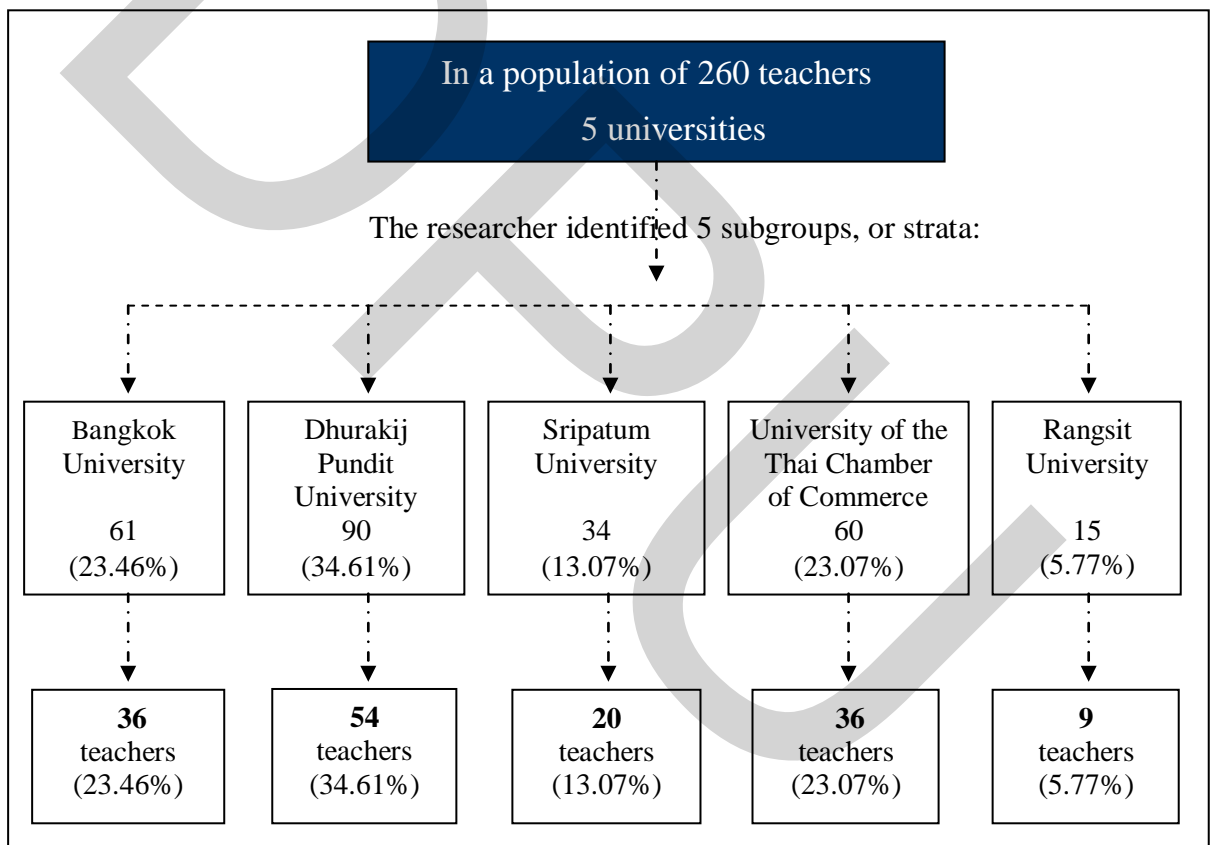 In a population of 260 teachers
5 universities
The researcher identified 5 subgroups, or strata:
Bangkok
University
61
(23.46%)
Dhurakij
Pundit
University
90
(34.61%)
Sripatum
University
34
(13.07%)
University of the
Thai Chamber
of Commerce
60
(23.07%)
Rangsit
University
15
(5.77%)
36
teachers
(23.46%)
54
teachers
(34.61%)
20
teachers
(13.07%)
36
teachers
(23.07%)
9
teachers
(5.77%)
DPU